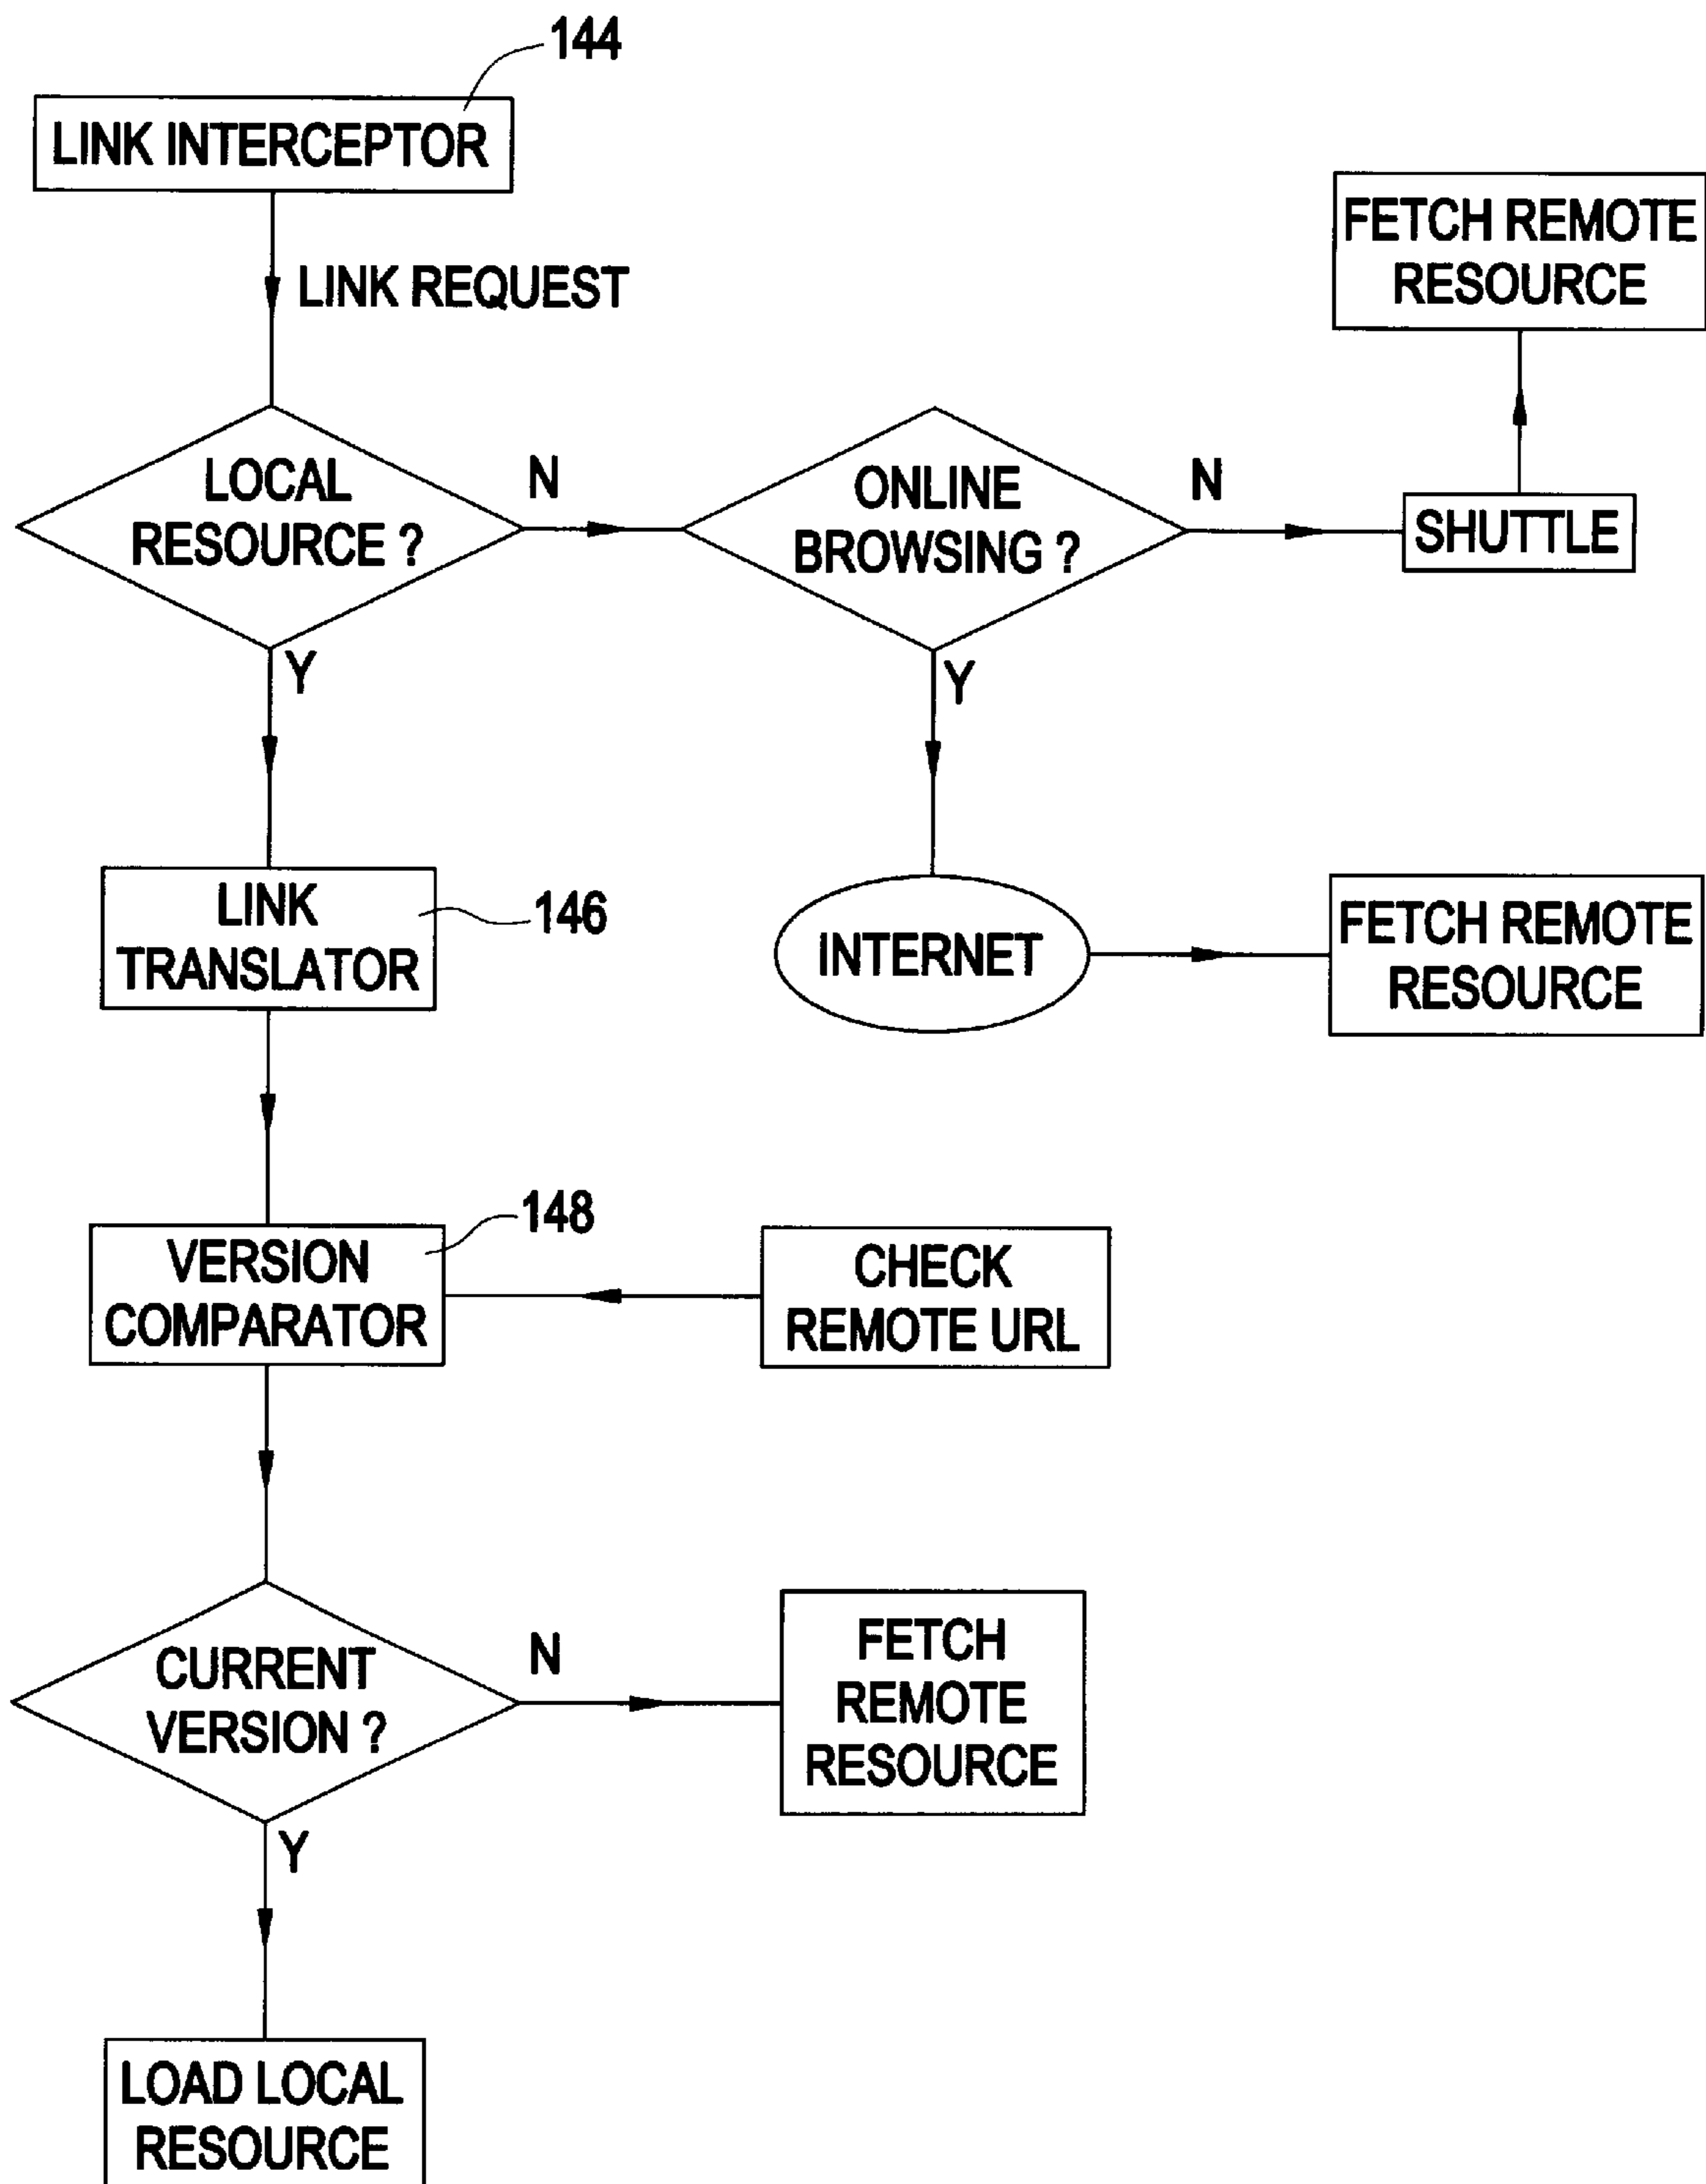 144
LINK INTERCEPTOR
LINK REQUEST
FETCH REMOTE
RESOURCE
LOCAL
RESOURCE ?
N
ONLINE
BROWSING ?
N
SHUTTLE
Y
Y
LINK
TRANSLATOR
146
INTERNET
FETCH REMOTE
RESOURCE
VERSION
COMPARATOR
148
CHECK
REMOTE URL
CURRENT
VERSION ?
N
FETCH
REMOTE
RESOURCE
Y
LOAD LOCAL
RESOURCE